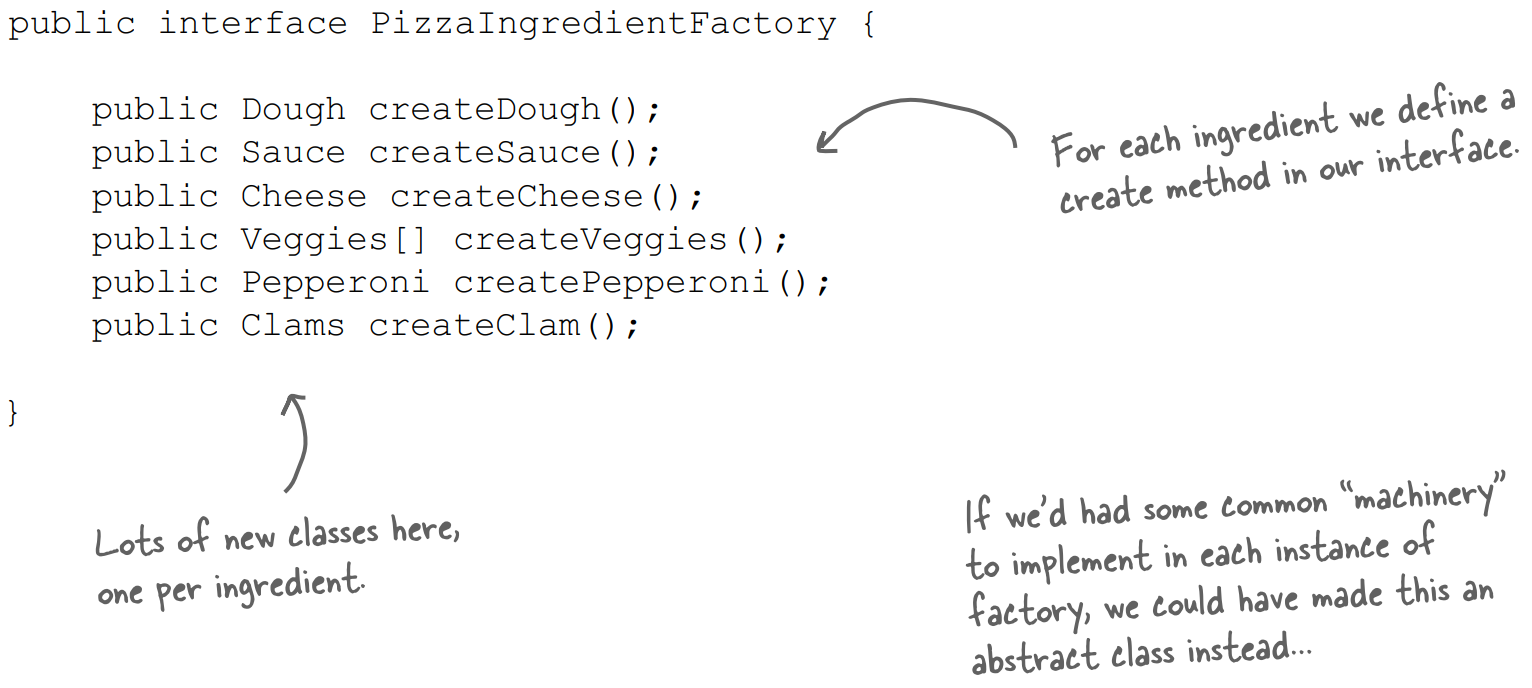 public interface PizzaIngredientFactory {
public Dough createDough();
public Sauce createSauce();
public Cheese createCheese();
public Veggies[] createVeggies();
public Pepperoni createPepperoni();
public Clams createClam();
}
For each ingredient we define a
create method in our interface.
Lots of new classes here,
one per ingredient.
If we’d had some common “machinery”
to implement in each instance of
factory, we could have made this an
abstract class instead...